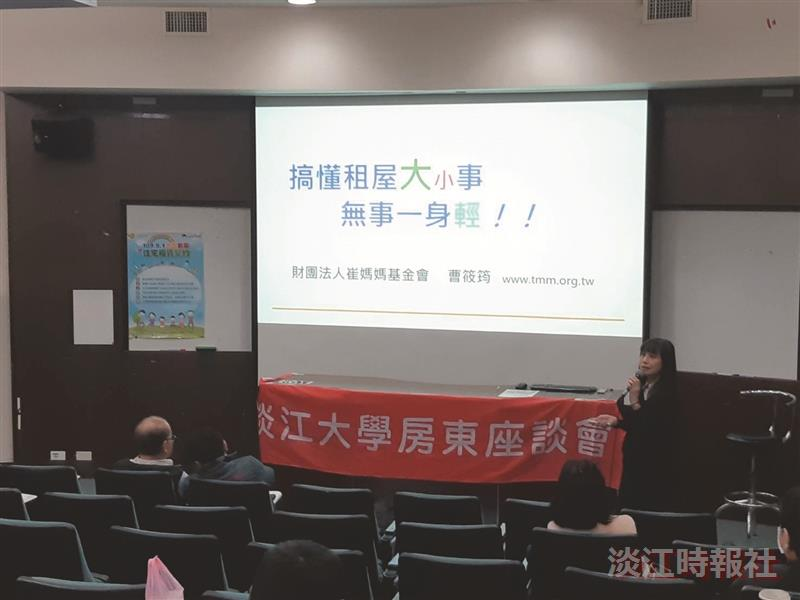 搞懂租屋大小事
無事一身輕！！
財團法人崔媽媽基金會 曹筱筠 www.tmm.org.tw
淡江大學房東座談會
淡江時報社